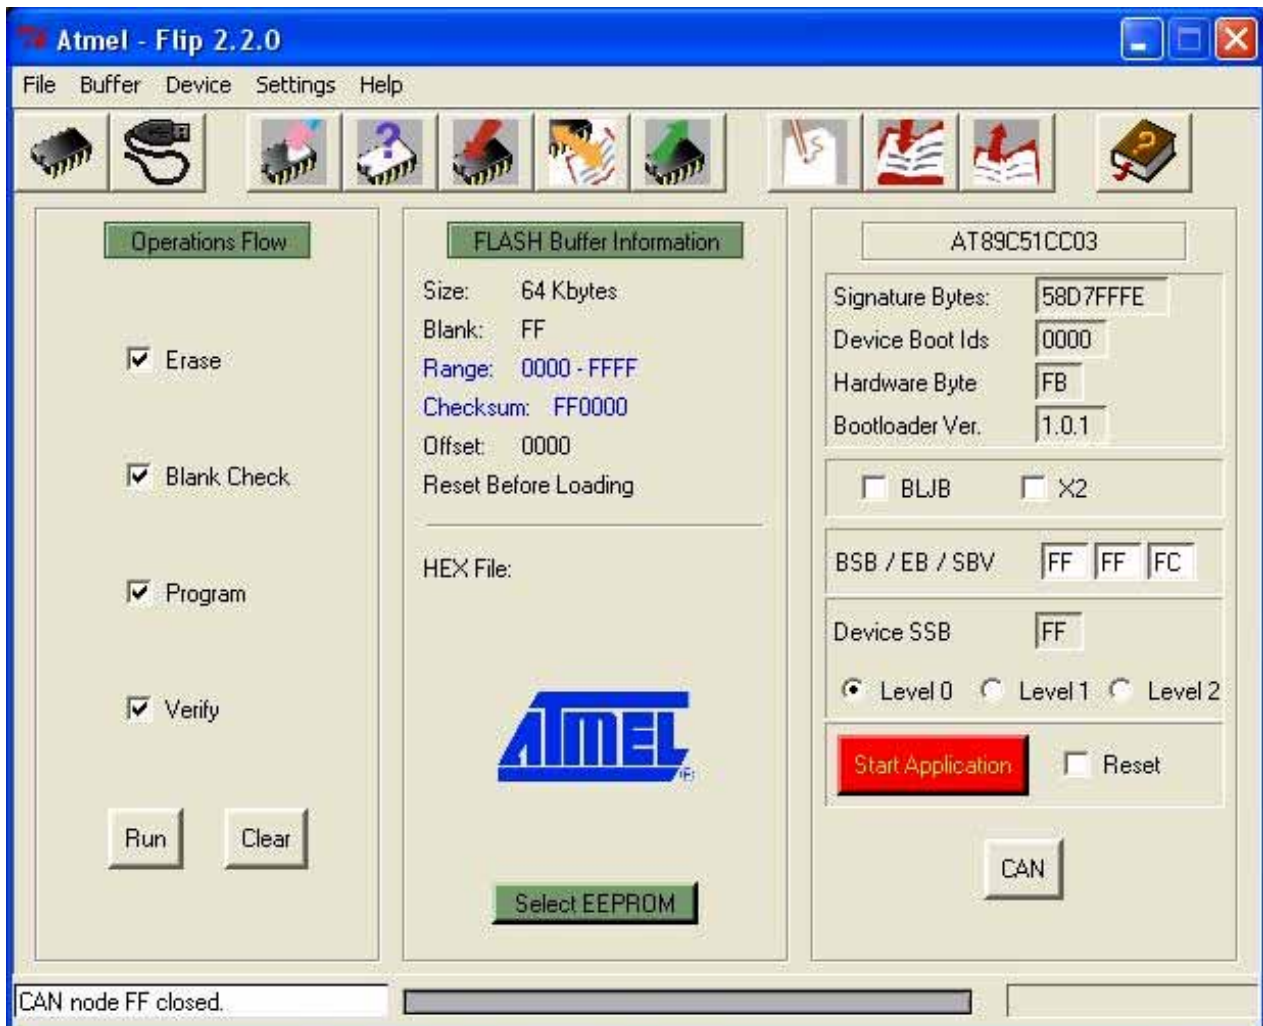 Atmel - Flip 2.2.0
File Buffer Device Settings Help
Operations Flow
Erase
Blank Check
Program
Verify
Run Clear
FLASH Buffer Information
Size: 64 Kbytes
Blank: FF
Range: 0000 - FFFF
Checksum: FF0000
Offset: 0000
Reset Before Loading
HEX File:
ATMEL ®
Select EEPROM
AT89C51CC03
Signature Bytes: 58D7FFFE
Device Boot Ids 0000
Hardware Byte FB
Bootloader Ver. 1.0.1
BLJB X2
BSB / EB / SBV FF FF FC
Device SSB FF
Level 0 Level 1 Level 2
Start Application Reset
CAN
CAN node FF closed.